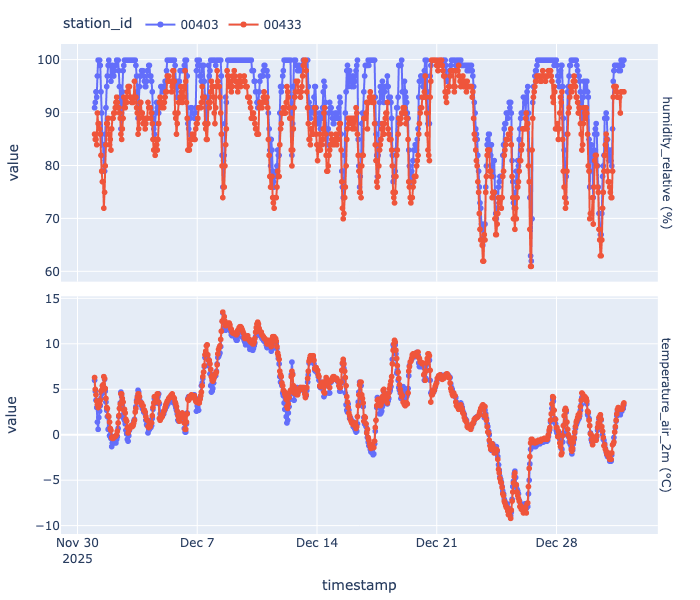 station_id 00403 00433
100
90
80
70
60
value
humidity_relative (%)
15
10
5
0
−5
−10
value
temperature_air_2m (°C)
Nov 30 Dec 7 Dec 14 Dec 21 Dec 28
2025
timestamp